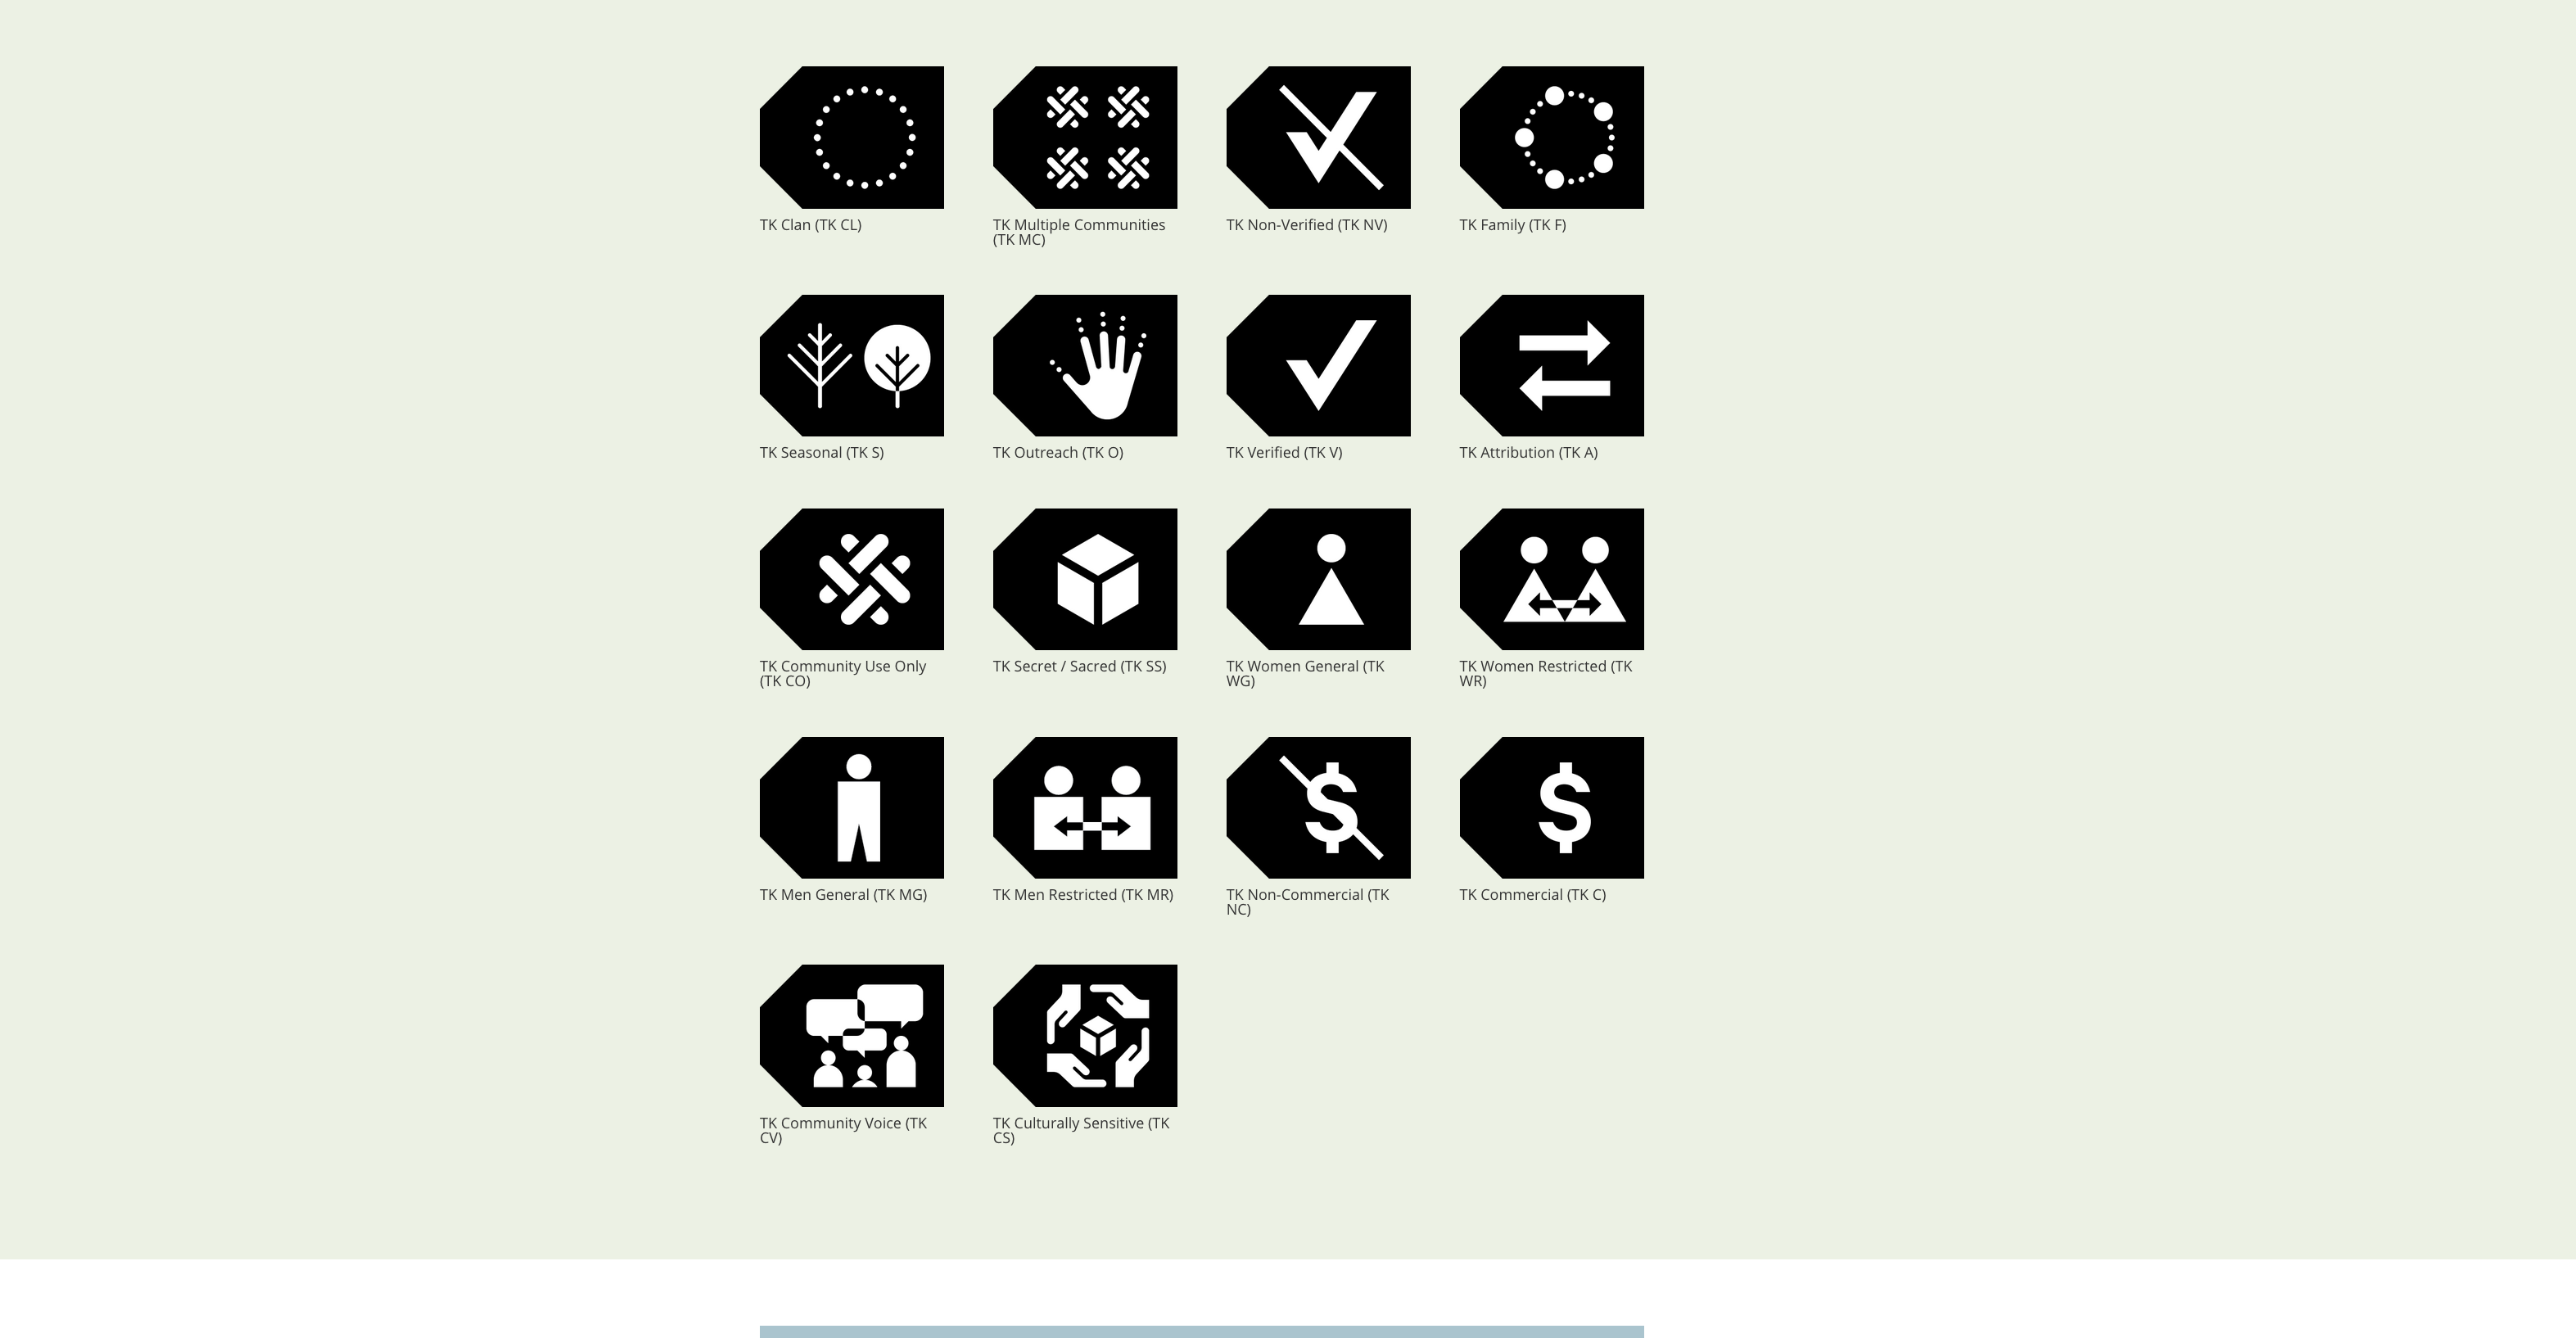 TK Clan (TK CL)
TK Multiple Communities
(TK MC)
TK Non-Verified (TK NV)
TK Family (TK F)
TK Seasonal (TK S)
TK Outreach (TK O)
TK Verified (TK V)
TK Attribution (TK A)
TK Community Use Only
(TK CO)
TK Secret / Sacred (TK SS)
TK Women General (TK
WG)
TK Women Restricted (TK
WR)
TK Men General (TK MG)
TK Men Restricted (TK MR)
TK Non-Commercial (TK
NC)
TK Commercial (TK C)
TK Community Voice (TK
CV)
TK Culturally Sensitive (TK
CS)